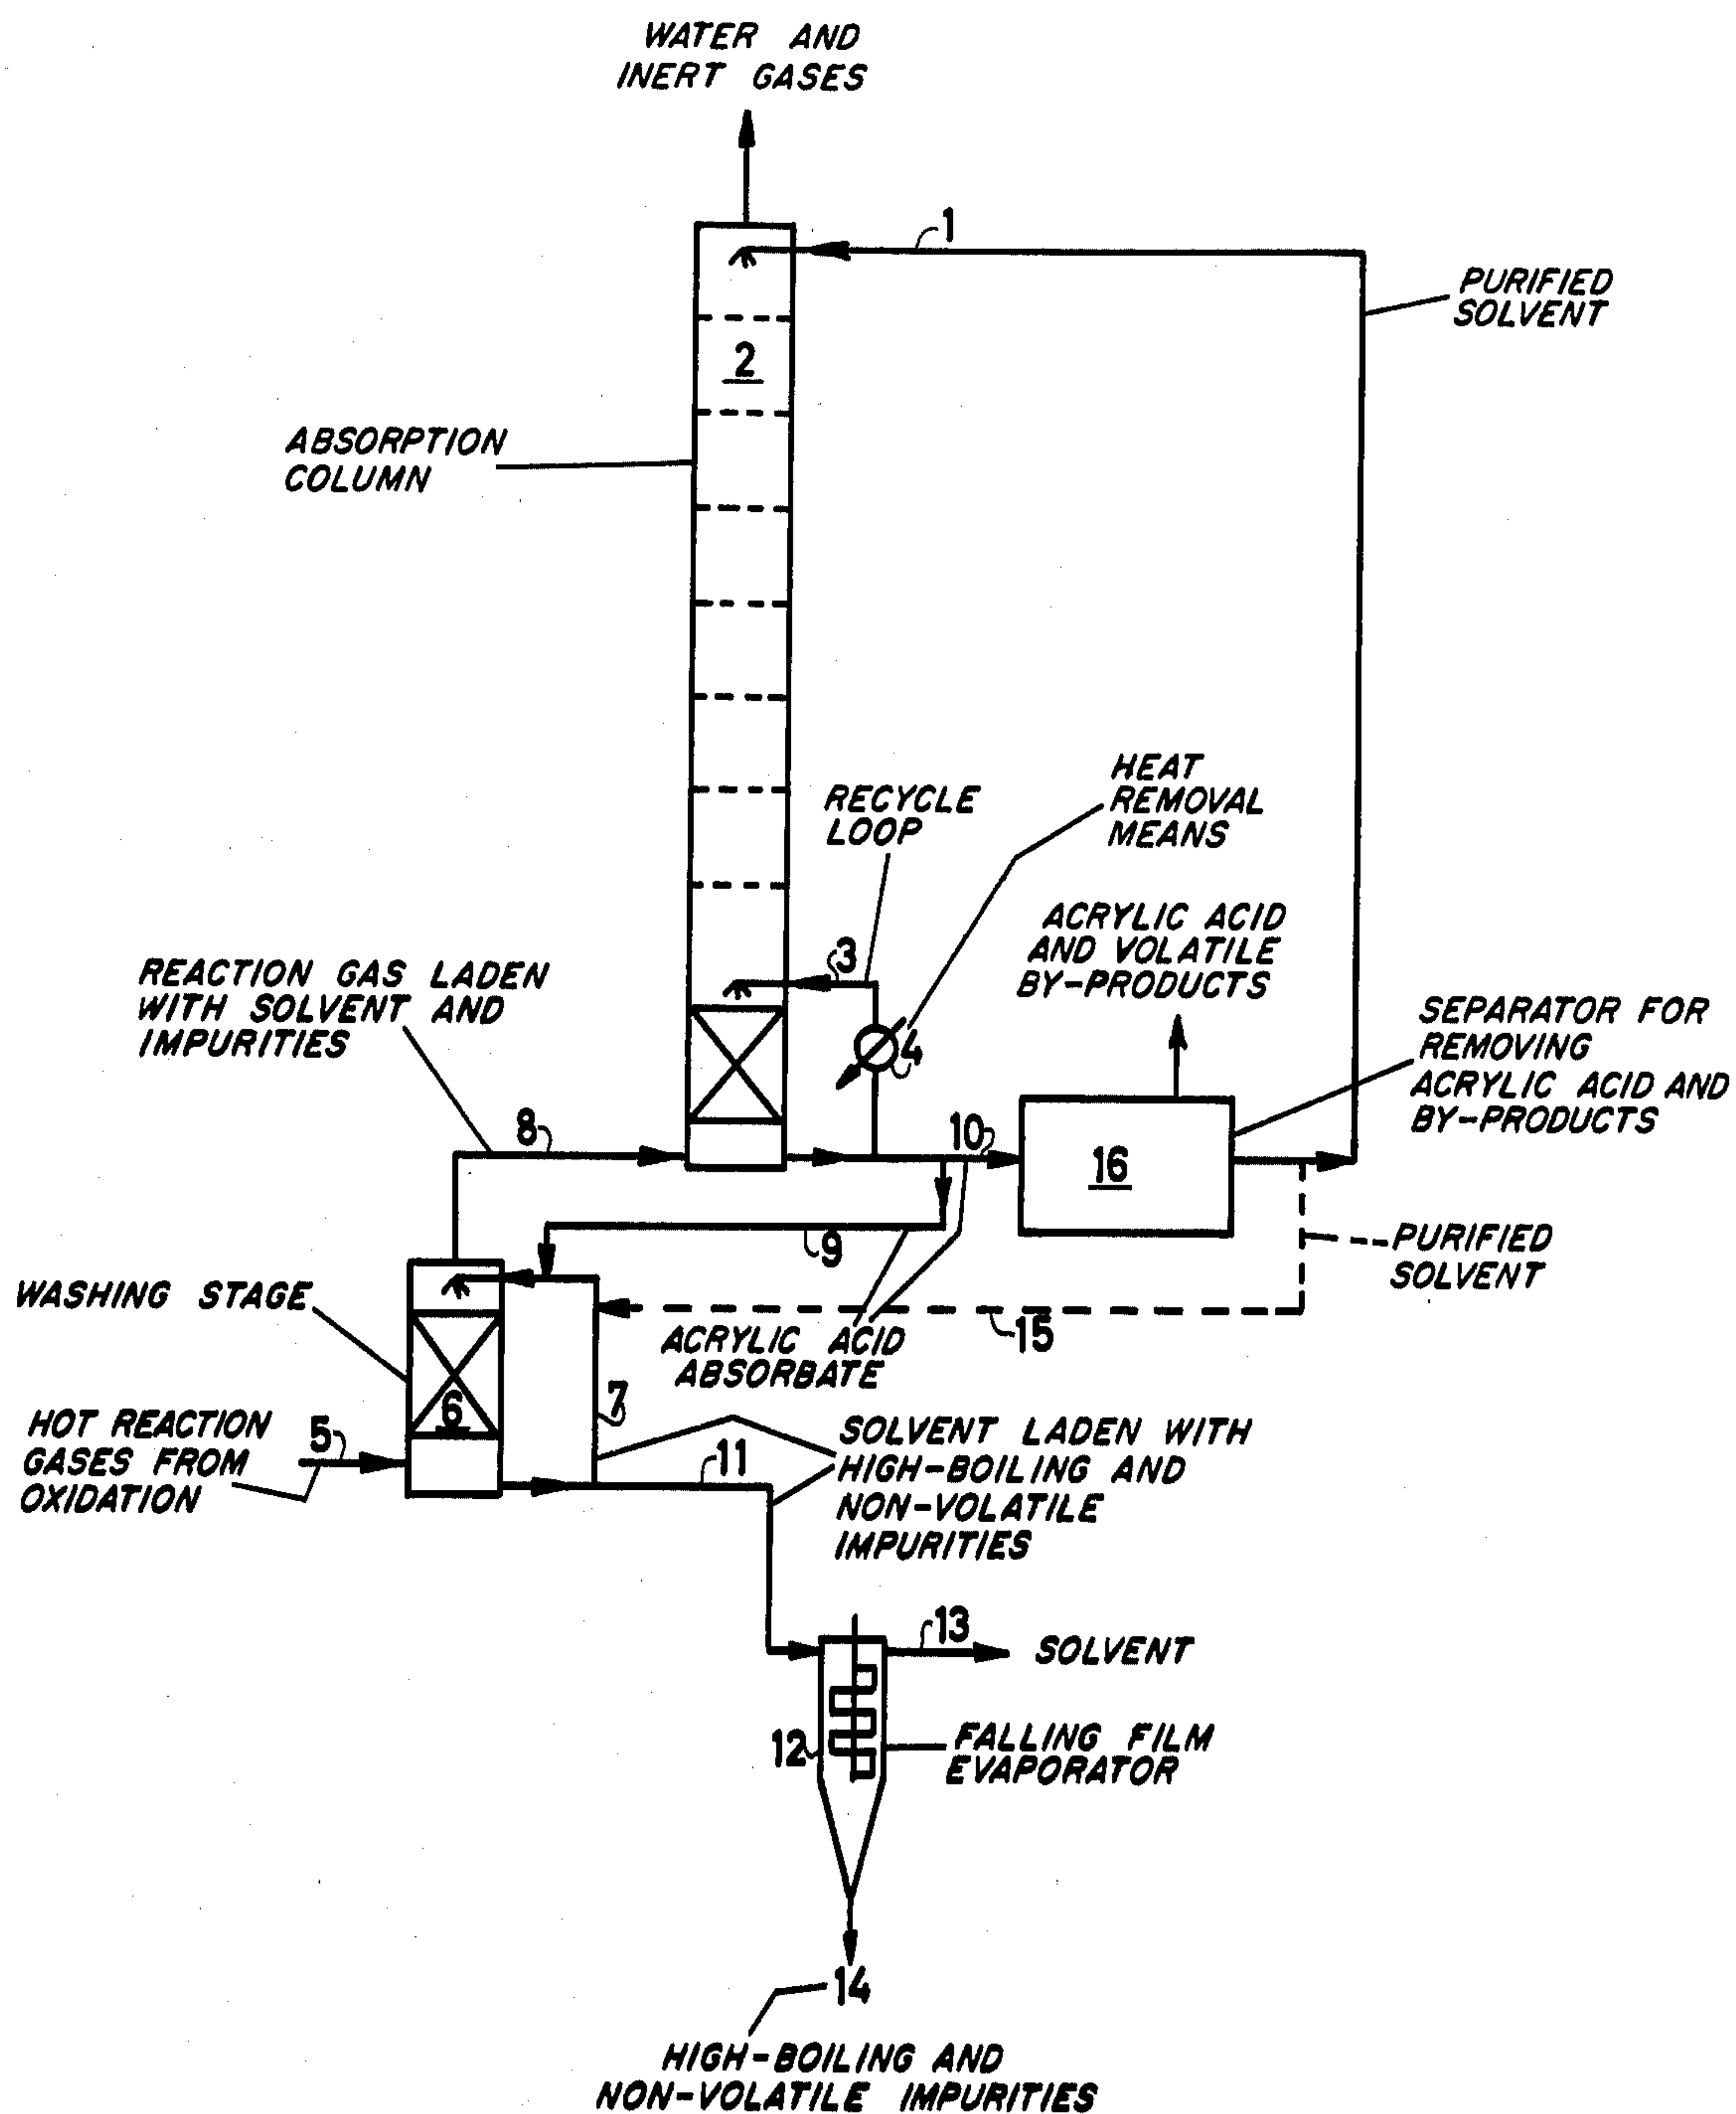 WATER AND
INERT GASES
1
PURIFIED
SOLVENT
2
ABSORPTION
COLUMN
HEAT
REMOVAL
MEANS
RECYCLE
LOOP
ACRYLIC ACID
AND VOLATILE
BY-PRODUCTS
3
REACTION GAS LADEN
WITH SOLVENT AND
IMPURITIES
4
SEPARATOR FOR
REMOVING
ACRYLIC ACID AND
BY-PRODUCTS
8
10
16
9
PURIFIED
SOLVENT
WASHING STAGE
15
ACRYLIC ACID
ABSORBATE
6
7
HOT REACTION
GASES FROM
OXIDATION
5
11
SOLVENT LADEN WITH
HIGH-BOILING AND
NON-VOLATILE
IMPURITIES
13
SOLVENT
12
FALLING FILM
EVAPORATOR
14
HIGH-BOILING AND
NON-VOLATILE IMPURITIES